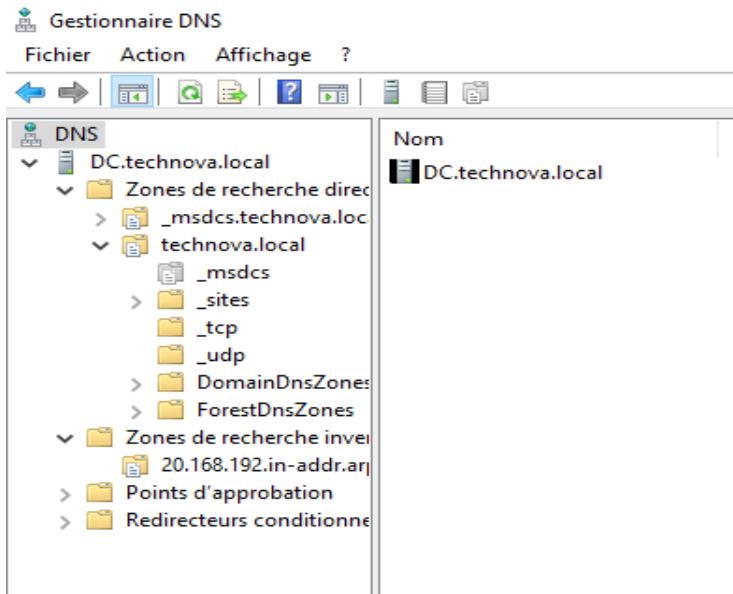 Gestionnaire DNS
Fichier Action Affichage ?
DNS
DC.technova.local
Zones de recherche direc
_msdcs.technova.loc
technova.local
_msdcs
_sites
_tcp
_udp
DomainDnsZones
ForestDnsZones
Zones de recherche inver
20.168.192.in-addr.arp
Points d’approbation
Redirecteurs conditionne
Nom
DC.technova.local